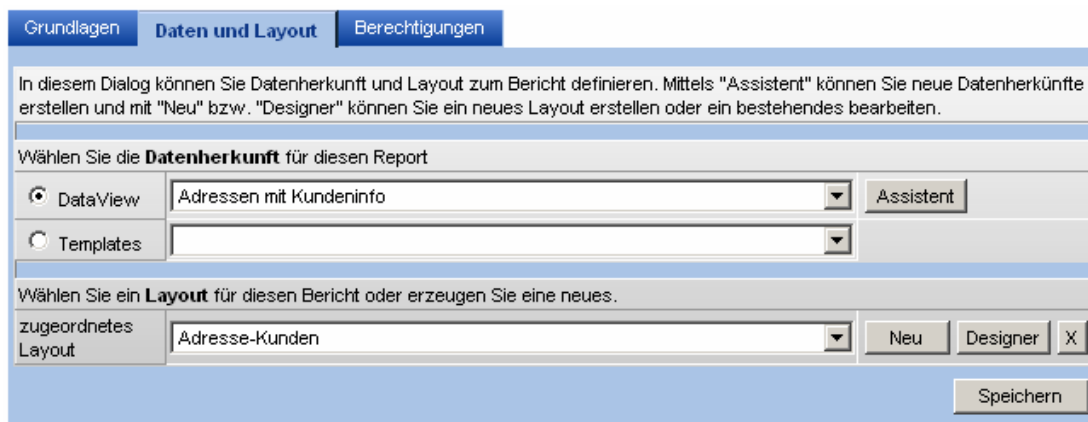 Grundlagen Daten und Layout Berechtigungen
In diesem Dialog können Sie Datenherkunft und Layout zum Bericht definieren. Mittels "Assistent" können Sie neue Datenherkünfte
erstellen und mit "Neu" bzw. "Designer" können Sie ein neues Layout erstellen oder ein bestehendes bearbeiten.
Wählen Sie die Datenherkunft für diesen Report
DataView Adressen mit Kundeninfo Assistent
Templates
Wählen Sie ein Layout für diesen Bericht oder erzeugen Sie eine neues.
zugeordnetes
Layout Adresse-Kunden Neu Designer X
Speichern